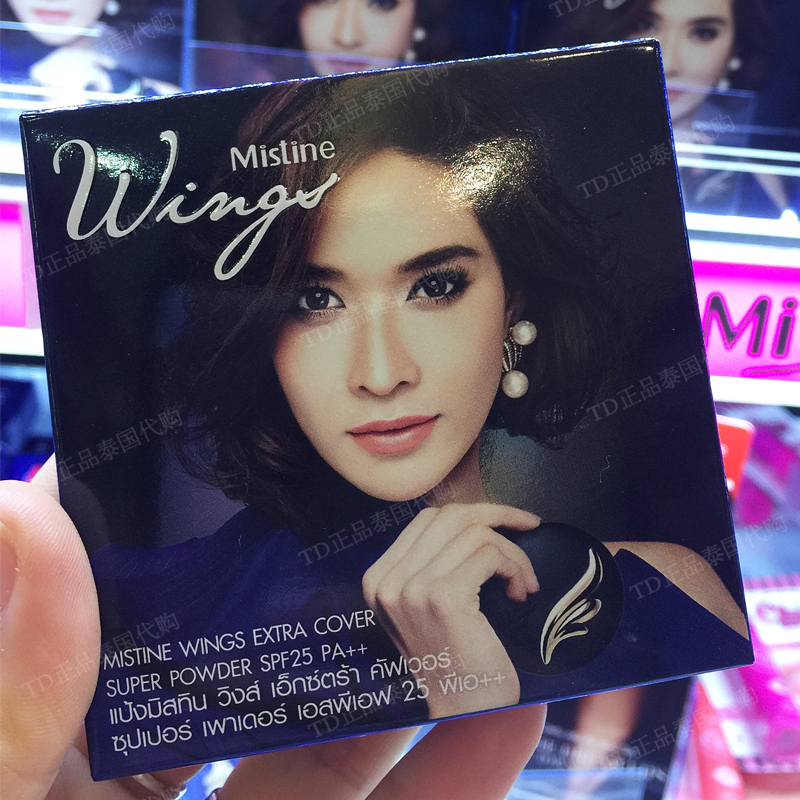 Mistine
Wings
MISTINE WINGS EXTRA COVER
SUPER POWDER SPF25 PA++
แป้งมิสทิน วิงส์ เอ็กซ์ตร้า คัฟเวอร์
ซุปเปอร์ เพาเดอร์ เอสพีเอฟ 25 พีเอ++
Mi
TD正品泰国代购